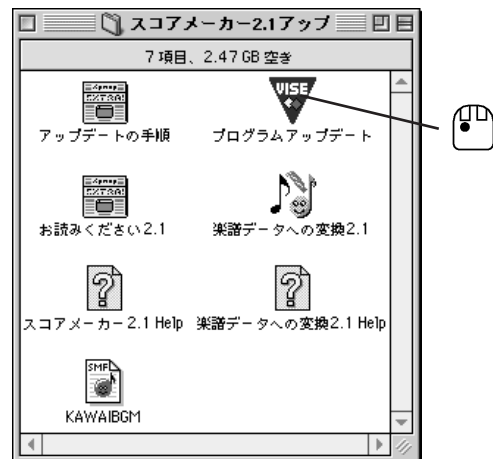 スコアメーカー2.1アップ
7項目、2.47 GB 空き
VISE
アップデートの手順
プログラムアップデート
EXTRA!
お読みください2.1
楽譜データへの変換2.1
スコアメーカー2.1 Help
楽譜データへの変換2.1 Help
SMF
KAWAIBGM